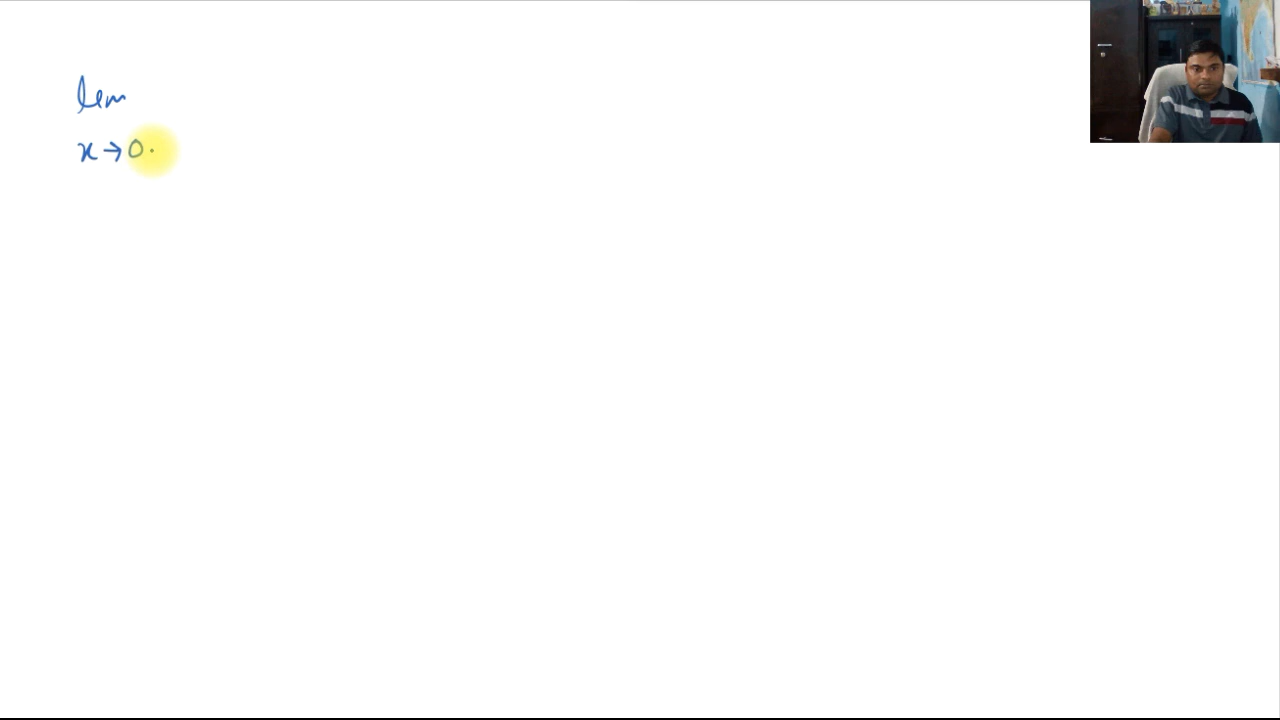 lim
x → 0.